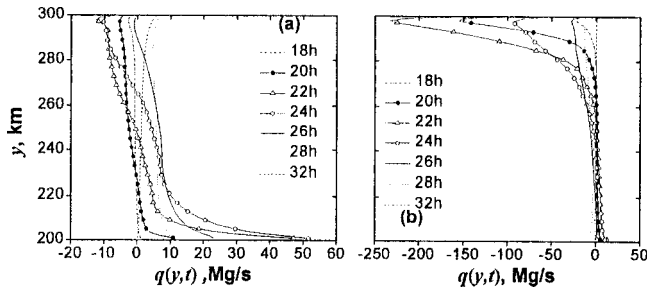 300
280
260
240
220
200
y, km
(a)
18h
20h
22h
24h
26h
28h
32h
-20 -10 0 10 20 30 40 50 60
q(y,t) ,Mg/s
18h
20h
22h
24h
26h
28h
32h
(b)
-250 -200 -150 -100 -50 0 50
q(y,t), Mg/s